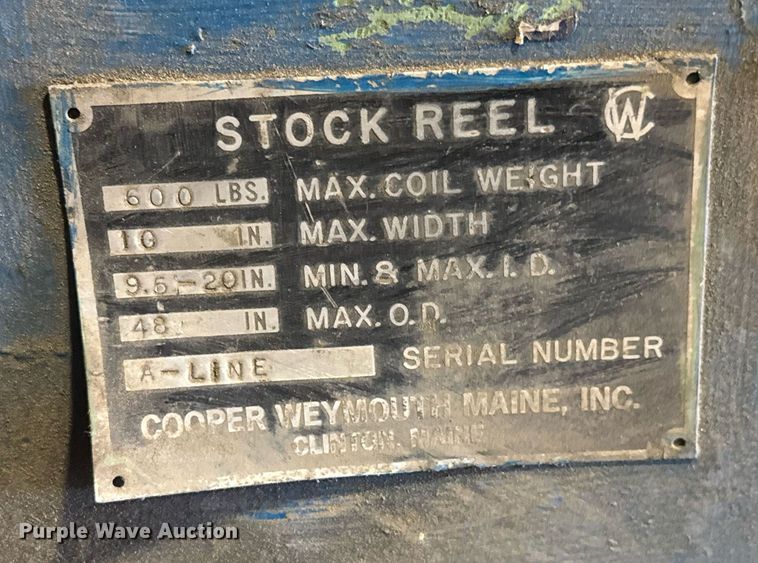 STOCK REEL CW
600 LBS. MAX. COIL WEIGHT
10 IN. MAX. WIDTH
9.5-20IN. MIN. & MAX. I. D.
48 IN. MAX. O. D.
A-LINE SERIAL NUMBER
COOPER WEYMOUTH MAINE, INC.
CLINTON, MAINE
Purple Wave Auction